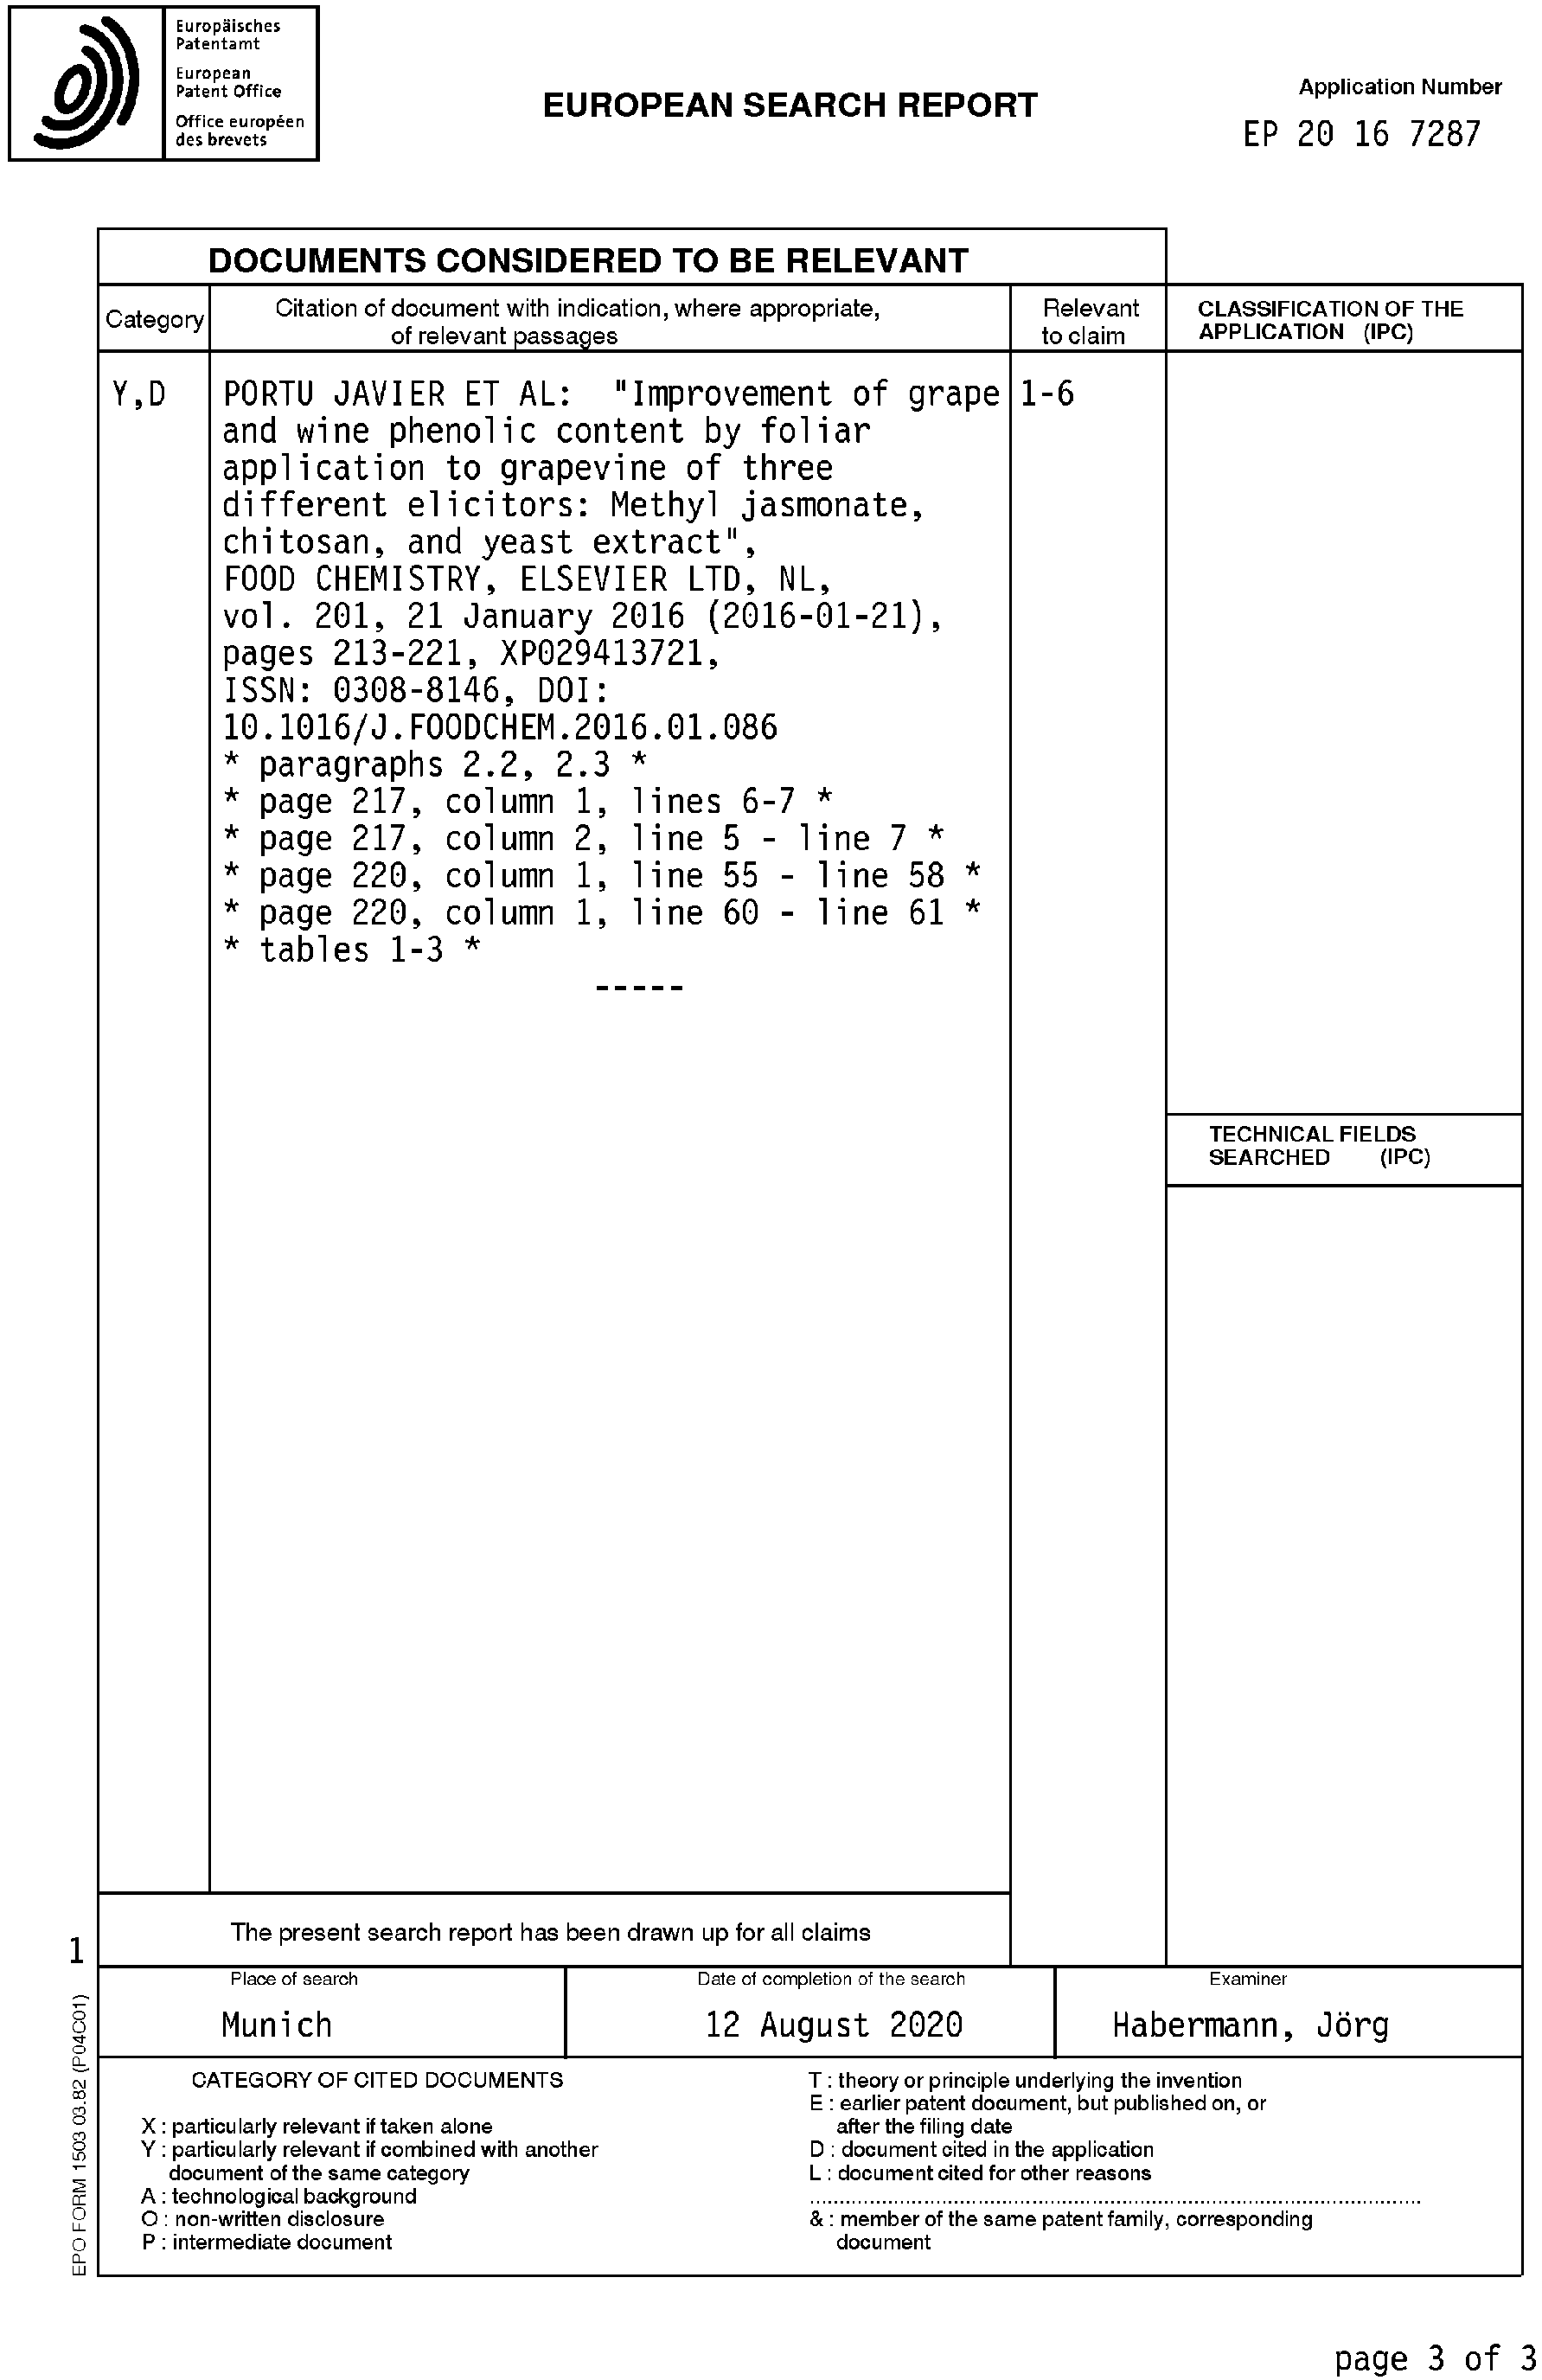 Europäisches
Patentamt
European
Patent Office
Office européen
des brevets
EUROPEAN SEARCH REPORT
Application Number
EP 20 16 7287
DOCUMENTS CONSIDERED TO BE RELEVANT
Category
Citation of document with indication, where appropriate,
of relevant passages
Relevant
to claim
CLASSIFICATION OF THE
APPLICATION (IPC)
Y,D
PORTU JAVIER ET AL: "Improvement of grape
and wine phenolic content by foliar
application to grapevine of three
different elicitors: Methyl jasmonate,
chitosan, and yeast extract",
FOOD CHEMISTRY, ELSEVIER LTD, NL,
vol. 201, 21 January 2016 (2016-01-21),
pages 213-221, XP029413721,
ISSN: 0308-8146, DOI:
10.1016/J.FOODCHEM.2016.01.086
* paragraphs 2.2, 2.3 *
* page 217, column 1, lines 6-7 *
* page 217, column 2, line 5 - line 7 *
* page 220, column 1, line 55 - line 58 *
* page 220, column 1, line 60 - line 61 *
* tables 1-3 *
-----
1-6
TECHNICAL FIELDS
SEARCHED (IPC)
The present search report has been drawn up for all claims
1
Place of search
Munich
Date of completion of the search
12 August 2020
Examiner
Habermann, Jörg
CATEGORY OF CITED DOCUMENTS
X : particularly relevant if taken alone
Y : particularly relevant if combined with another
document of the same category
A : technological background
O : non-written disclosure
P : intermediate document
T : theory or principle underlying the invention
E : earlier patent document, but published on, or
after the filing date
D : document cited in the application
L : document cited for other reasons
& : member of the same patent family, corresponding
document
EPO FORM 1503 03.82 (P04C01)
page 3 of 3